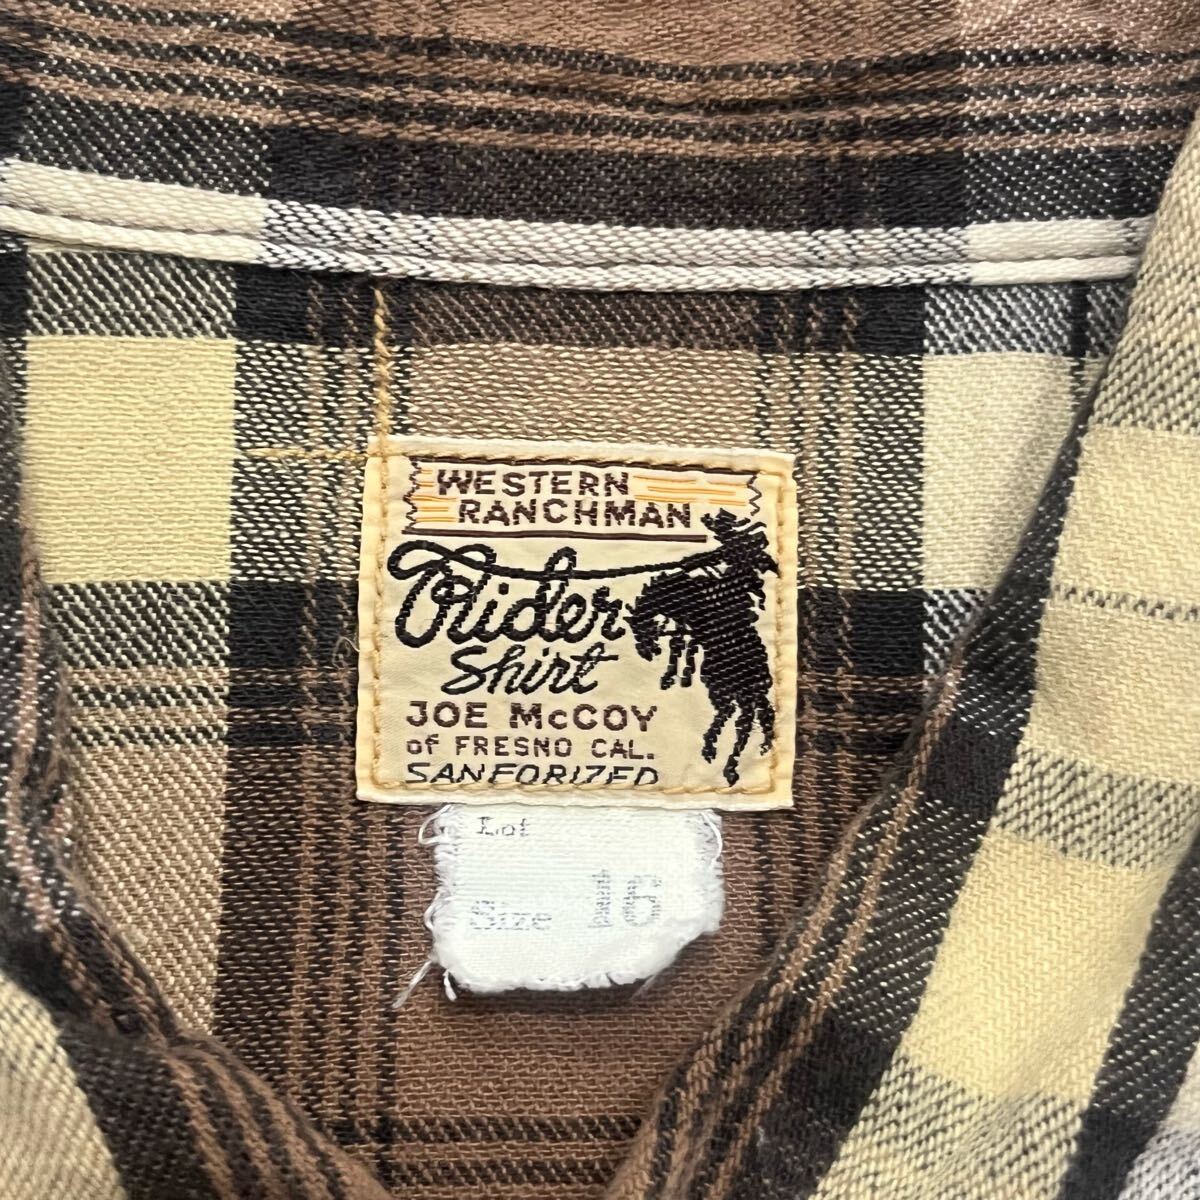 WESTERN
RANCHMAN
Rider
Shirt
JOE McCOY
of FRESNO CAL.
SANFORIZED
Lot
Size